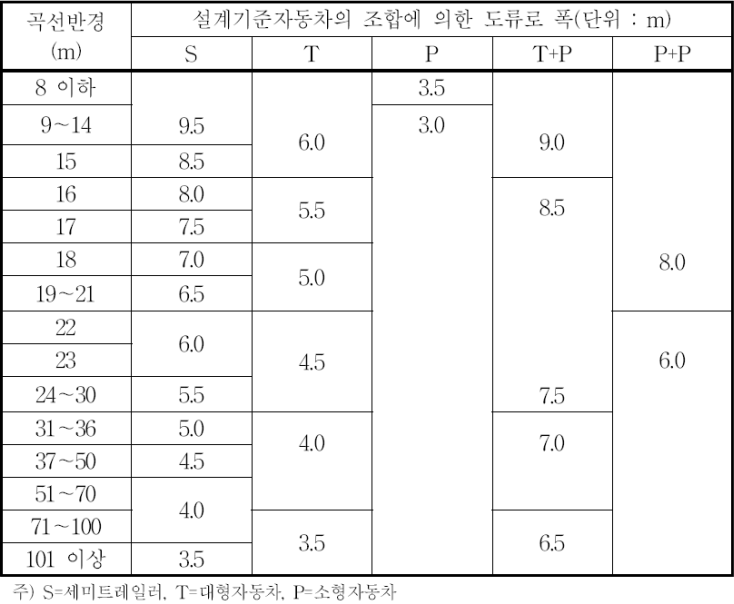 곡선반경 설계기준자동차의 조합에 의한 도류로 폭(단위 : m)
(m) S T P T+P P+P
8 이하 3.5
9~14 9.5 3.0
6.0 9.0
15 8.5
16 8.0
5.5 8.5
17 7.5
18 7.0 8.0
5.0
19~21 6.5
22
6.0
23 4.5 6.0
24~30 5.5 7.5
31~36 5.0
4.0 7.0
37~50 4.5
51~70
4.0
71~100
3.5 6.5
101 이상 3.5
주) S=세미트레일러, T=대형자동차, P=소형자동차